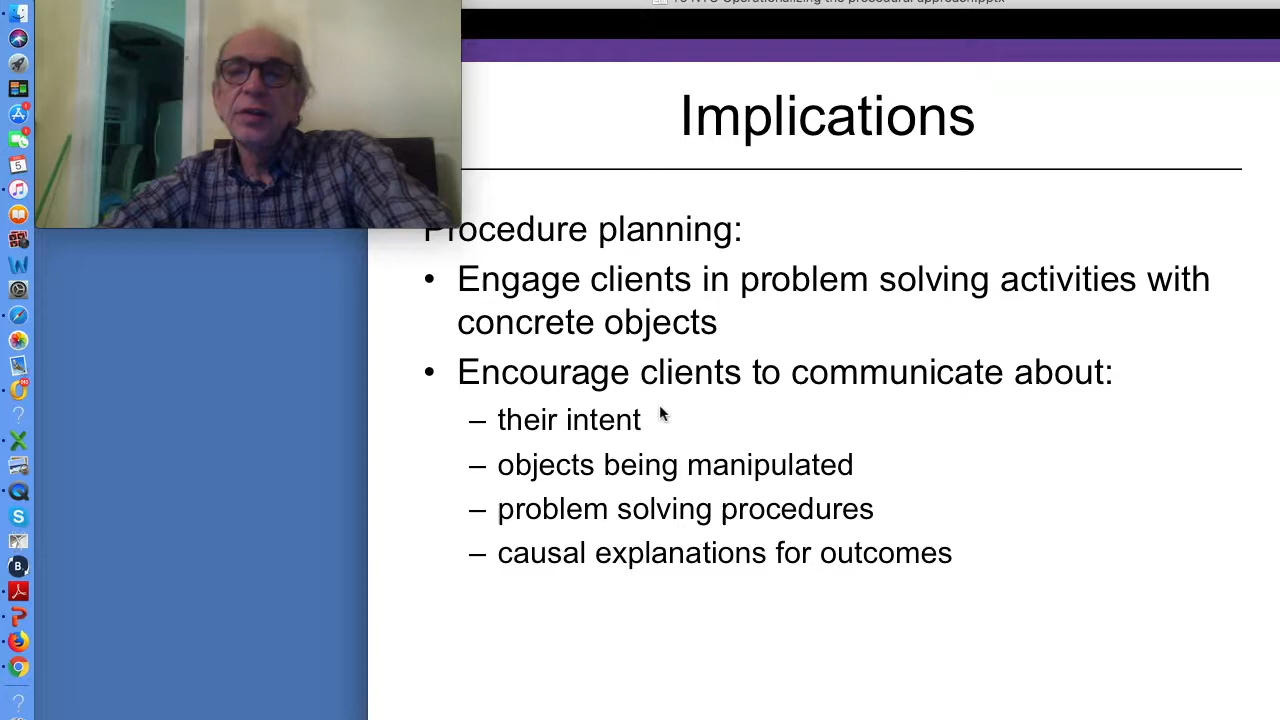 Implications
Procedure planning:
• Engage clients in problem solving activities with
concrete objects
• Encourage clients to communicate about:
– their intent
– objects being manipulated
– problem solving procedures
– causal explanations for outcomes